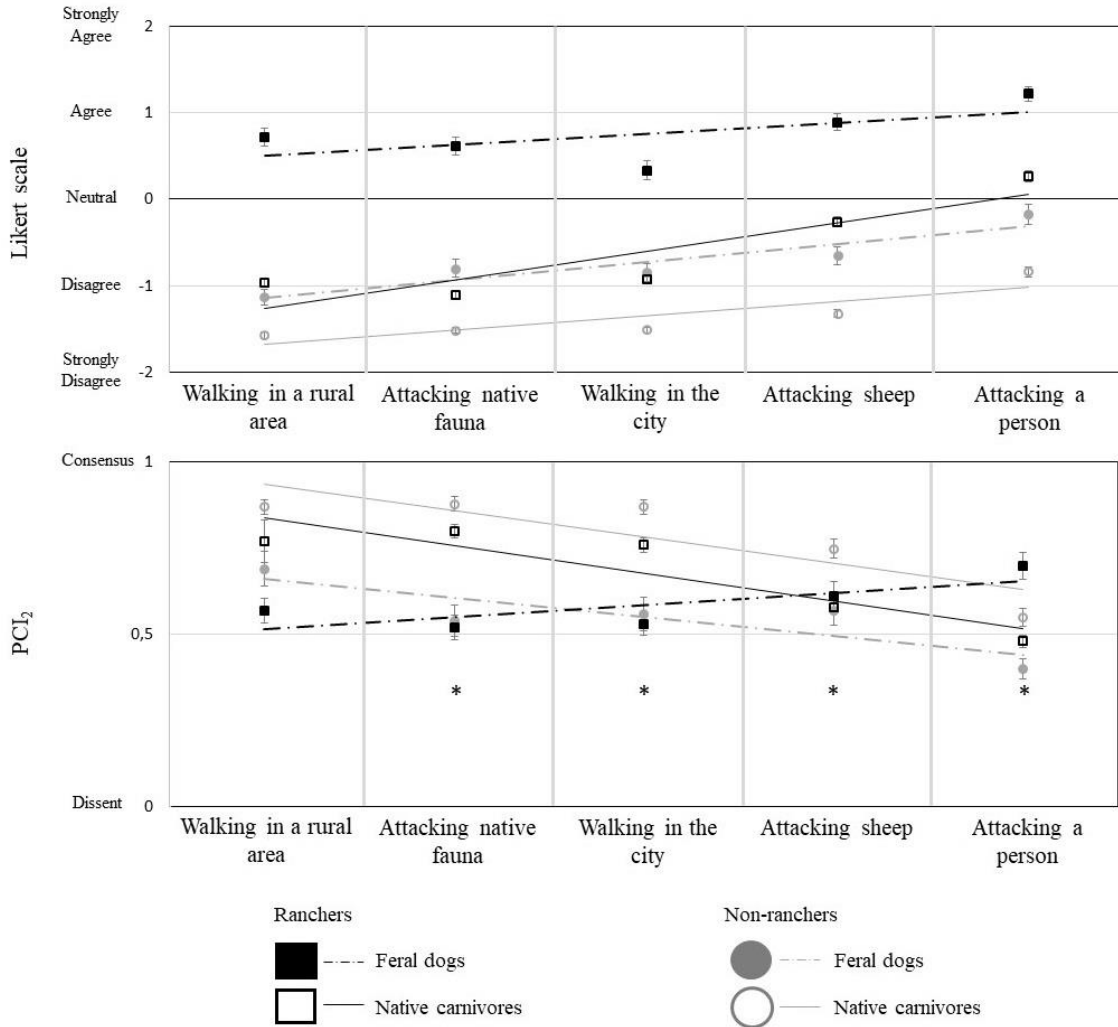 Strongly
Agree
2
Agree
1
Likert scale
Neutral
0
Disagree
-1
Strongly
Disagree
-2
Walking in a rural
area
Attacking native
fauna
Walking in the
city
Attacking sheep
Attacking a
person
Consensus
1
PCI2
0,5
*
*
*
*
Dissent
0
Walking in a rural
area
Attacking native
fauna
Walking in the
city
Attacking sheep
Attacking a
person
Ranchers
Feral dogs
Native carnivores
Non-ranchers
Feral dogs
Native carnivores